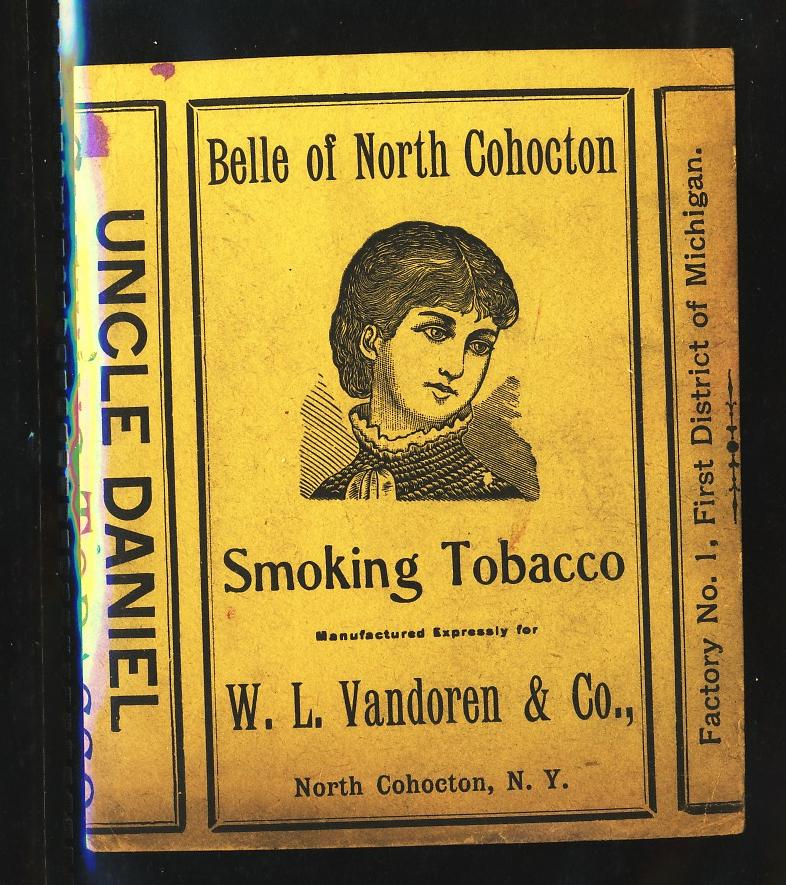 UNCLE DANIEL
Belle of North Cohocton
Smoking Tobacco
Manufactured Expressly for
W. L. Vandoren & Co.,
North Cohocton, N. Y.
Factory No. 1, First District of Michigan.